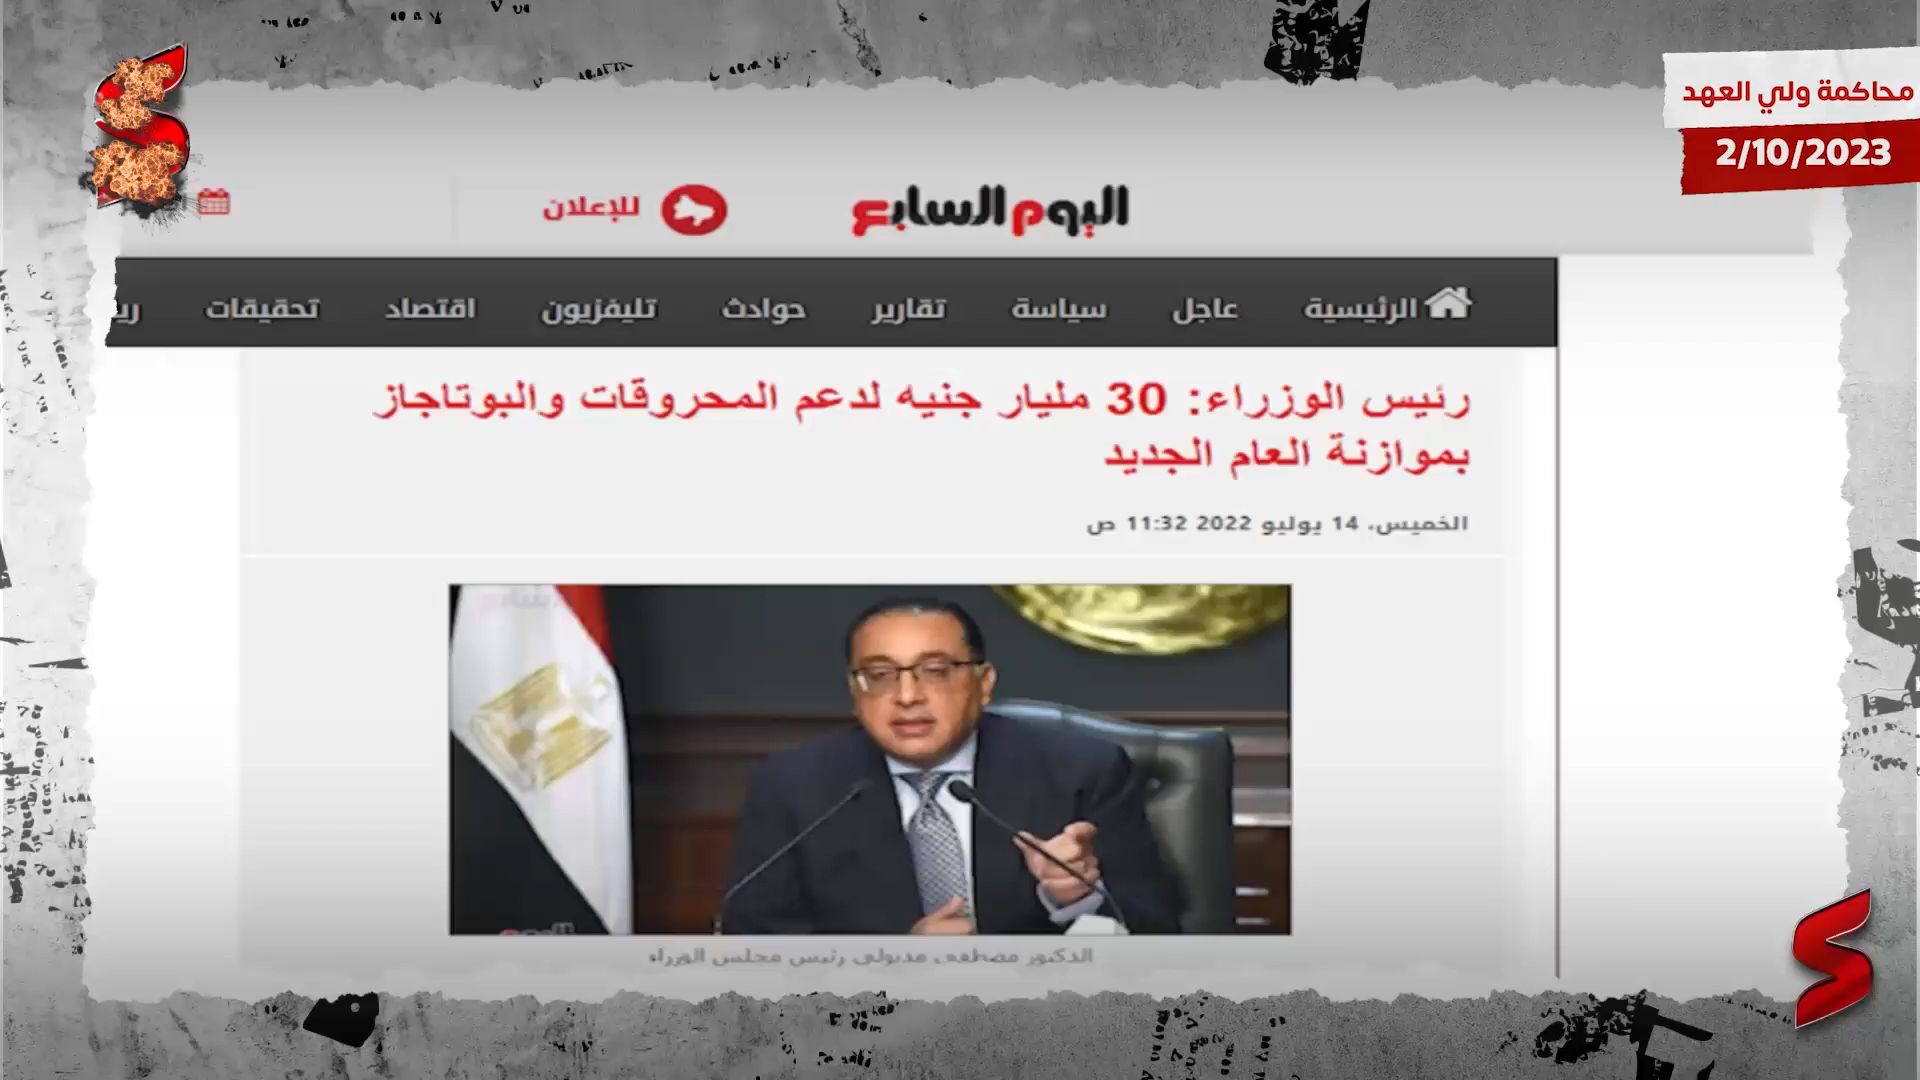 محاكمة ولي العهد
2/10/2023
اليوم السابع
للإعلان
الرئيسية عاجل سياسة تقارير حوادث تليفزيون اقتصاد تحقيقات
رئيس الوزراء: 30 مليار جنيه لدعم المحروقات والبوتاجاز
بموازنة العام الجديد
الخميس، 14 يوليو 2022 11:32 ص
الدكتور مصطفى مدبولى رئيس مجلس الوزراء